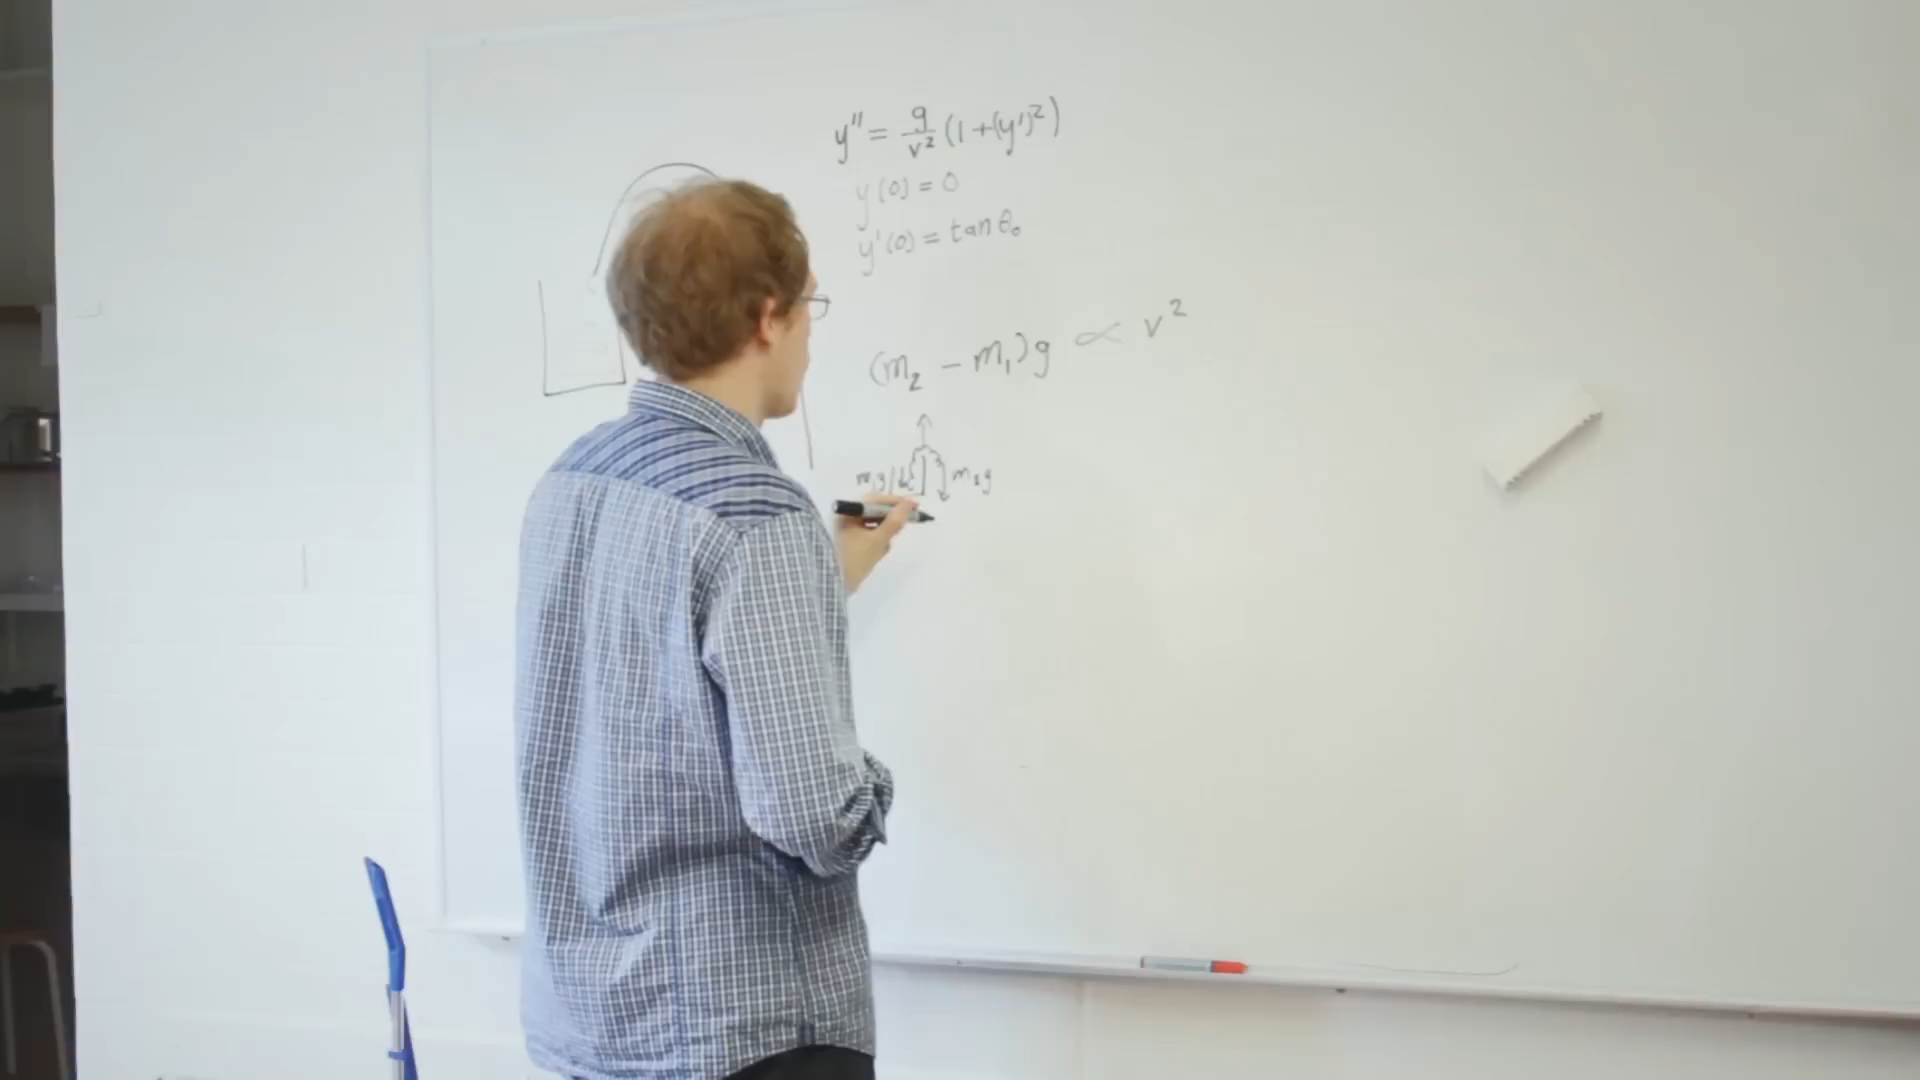 y'' = g/v² (1+(y')²)
y(0) = 0
y'(0) = tan θ₀
(m₂ - m₁)g ∝ v²
m₂g